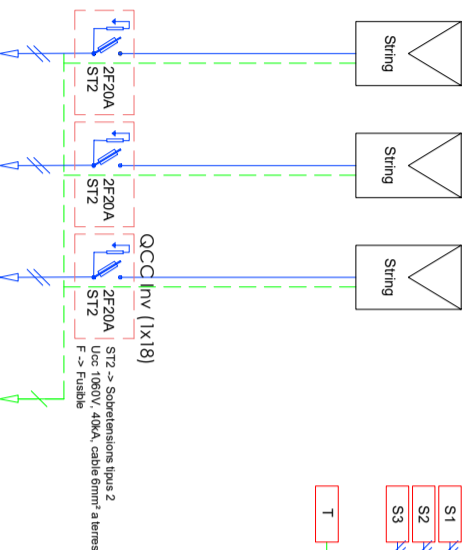 String
String
String
2F20A
ST2
2F20A
ST2
2F20A
ST2
QCC Inv (1x18)
ST2 -> Sobretensions tipus 2
Ucc 1060V, 40kA, cable 6mm² a terres
F -> Fusible
S1
S2
S3
T